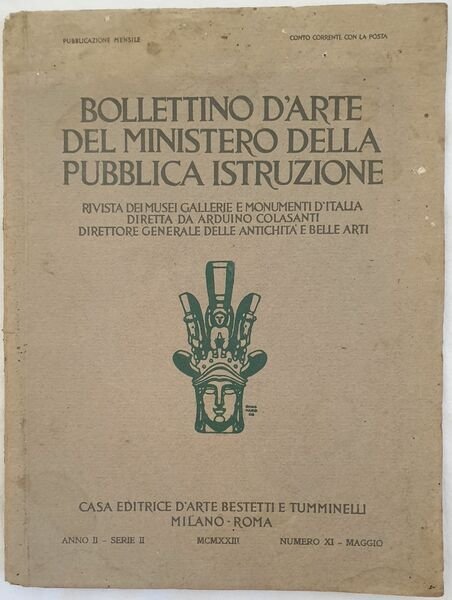 PUBBLICAZIONE MENSILE
CONTO CORRENTE CON LA POSTA
BOLLETTINO D'ARTE
DEL MINISTERO DELLA
PUBBLICA ISTRUZIONE
RIVISTA DEI MUSEI GALLERIE E MONUMENTI D'ITALIA
DIRETTA DA ARDUINO COLASANTI
DIRETTORE GENERALE DELLE ANTICHITA' E BELLE ARTI
CASA EDITRICE D'ARTE BESTETTI E TUMMINELLI
MILANO - ROMA
ANNO II - SERIE II
MCMXXIII
NUMERO XI - MAGGIO